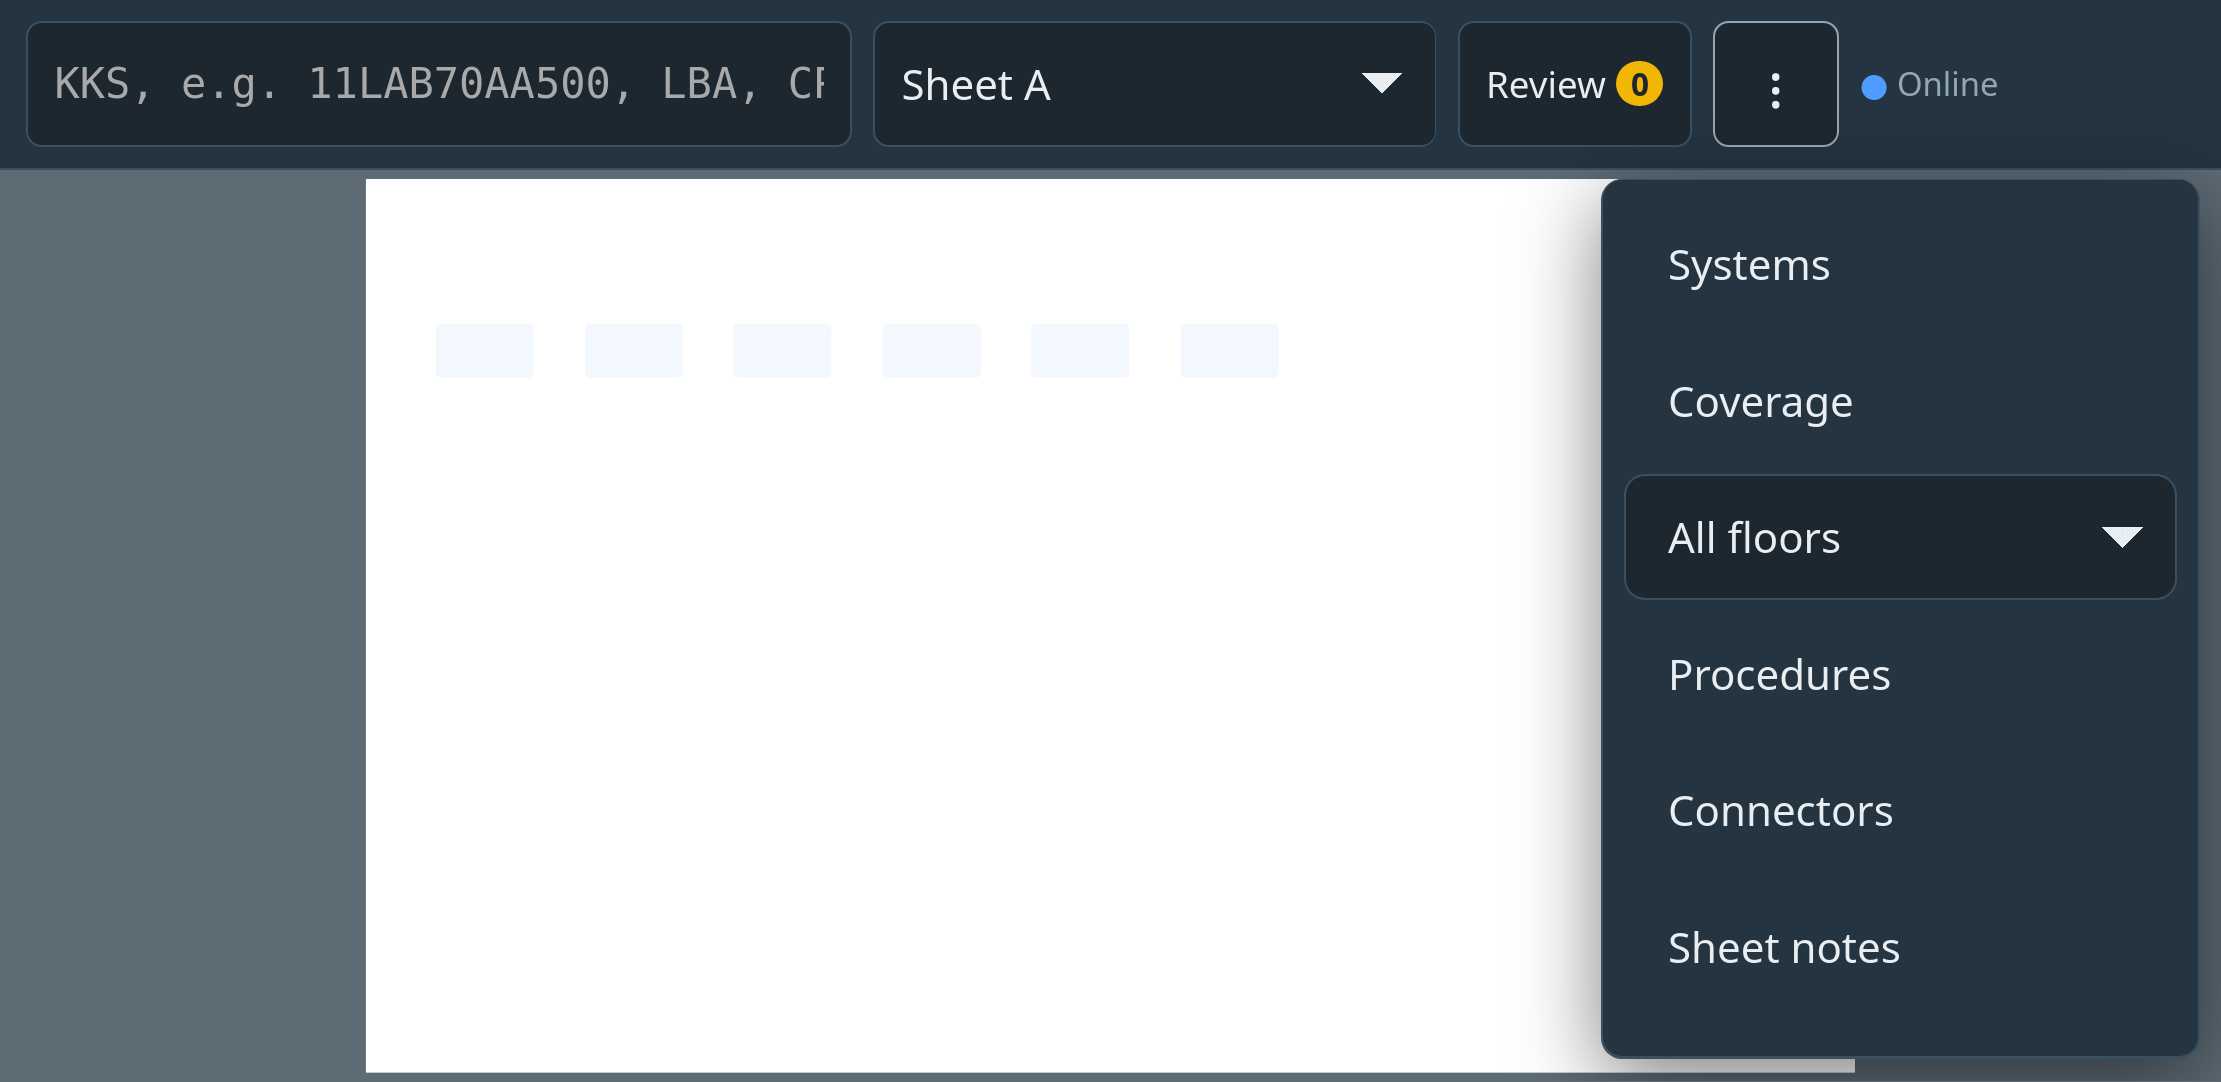 KKS, e.g. 11LAB70AA500, LBA,
Sheet A
Review 0
Online
Systems
Coverage
All floors
Procedures
Connectors
Sheet notes